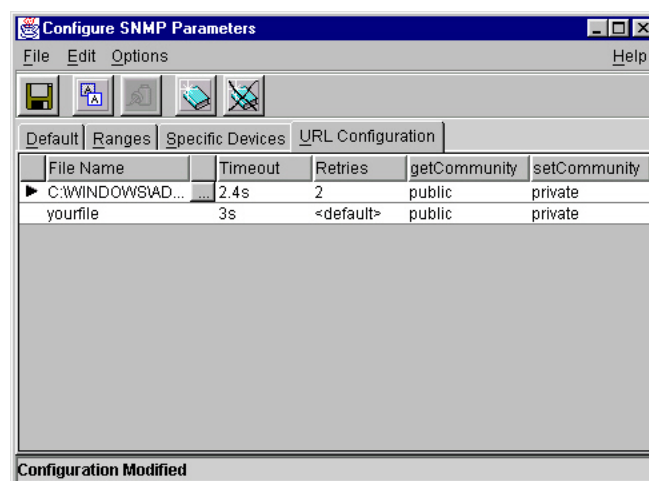 Configure SNMP Parameters
File Edit Options Help
Default Ranges Specific Devices URL Configuration
File Name Timeout Retries getCommunity setCommunity
C:\WINDOWS\AD... ... 2.4s 2 public private
yourfile 3s <default> public private
Configuration Modified